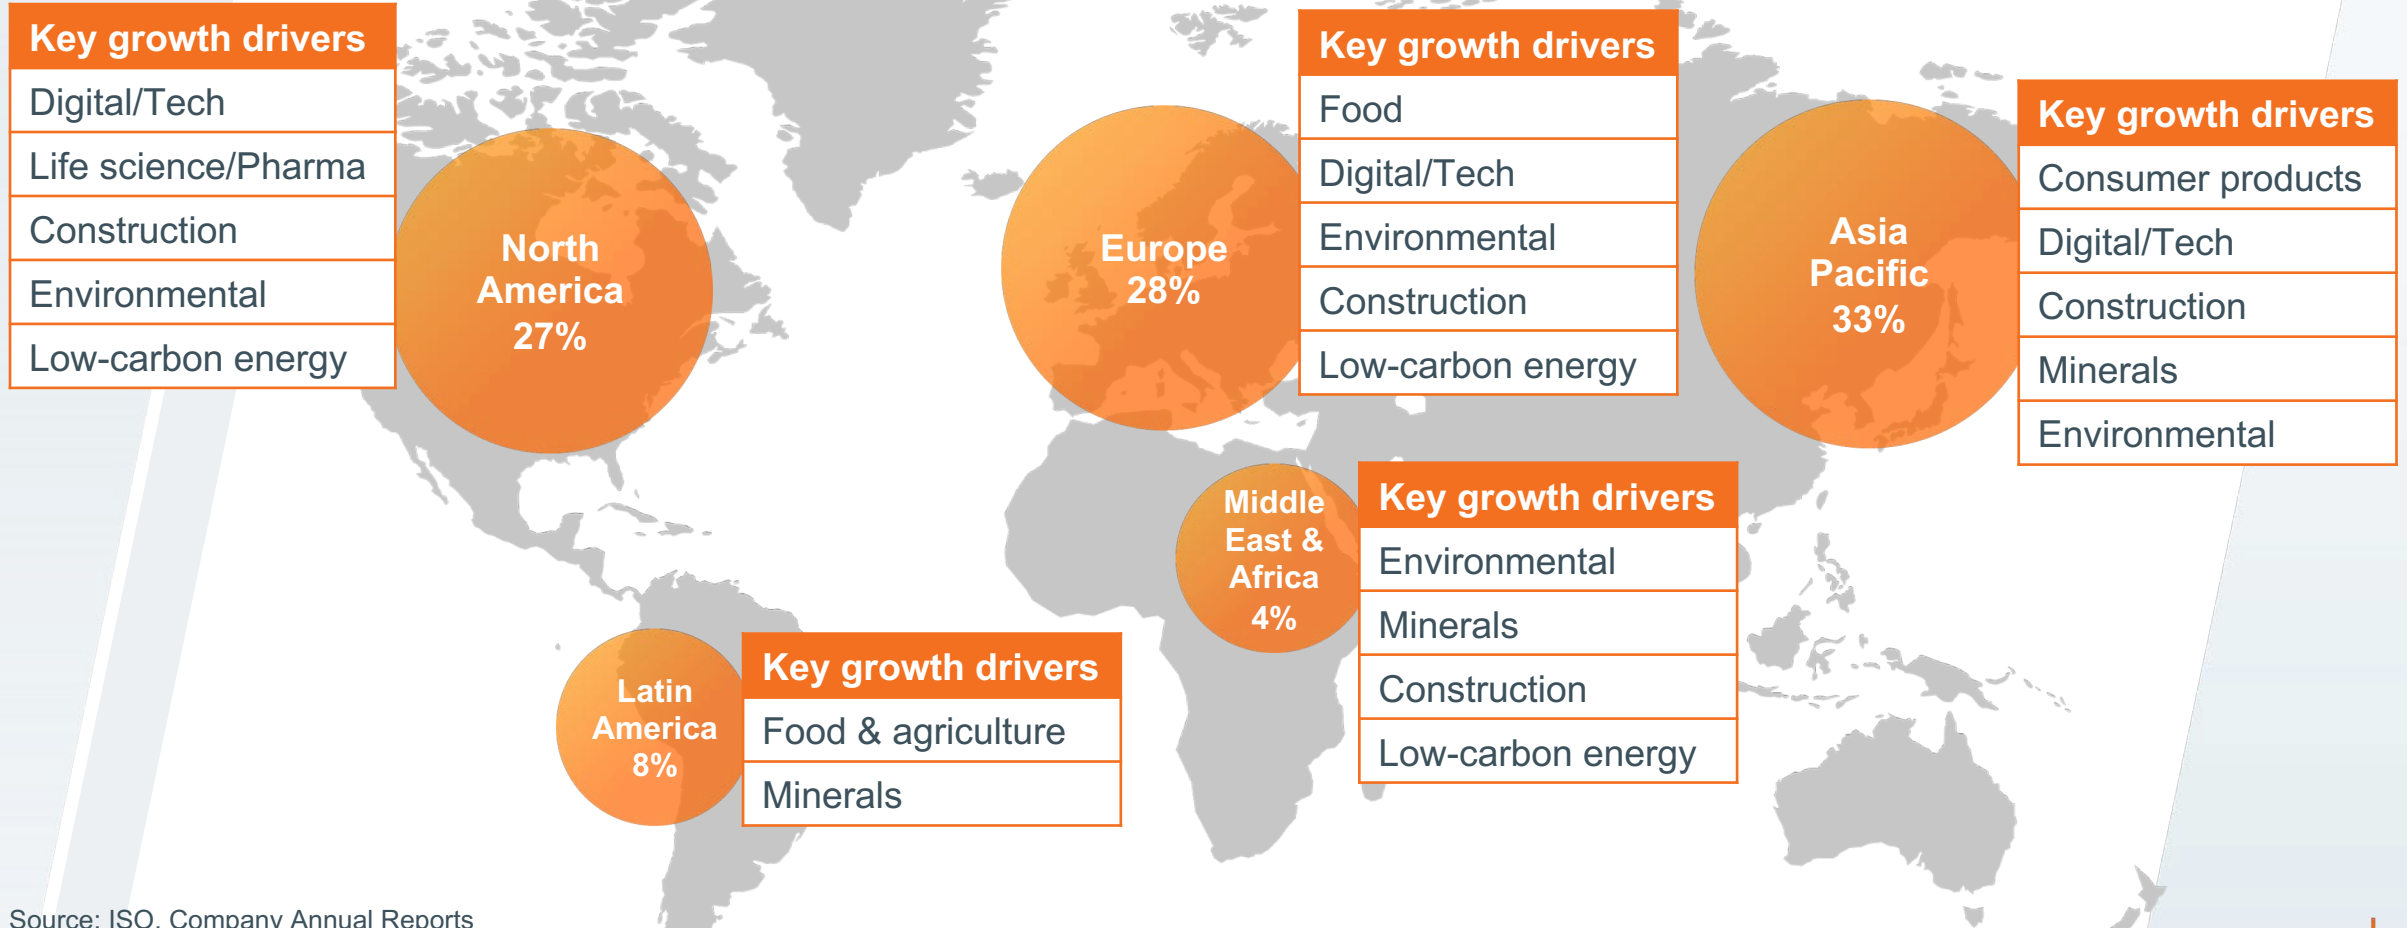 Key growth drivers
Digital/Tech
Life science/Pharma
Construction
Environmental
Low-carbon energy
North
America
27%
Europe
28%
Key growth drivers
Food
Digital/Tech
Environmental
Construction
Low-carbon energy
Asia
Pacific
33%
Key growth drivers
Consumer products
Digital/Tech
Construction
Minerals
Environmental
Middle
East &
Africa
4%
Key growth drivers
Environmental
Minerals
Construction
Low-carbon energy
Latin
America
8%
Key growth drivers
Food & agriculture
Minerals
Source: ISO, Company Annual Reports